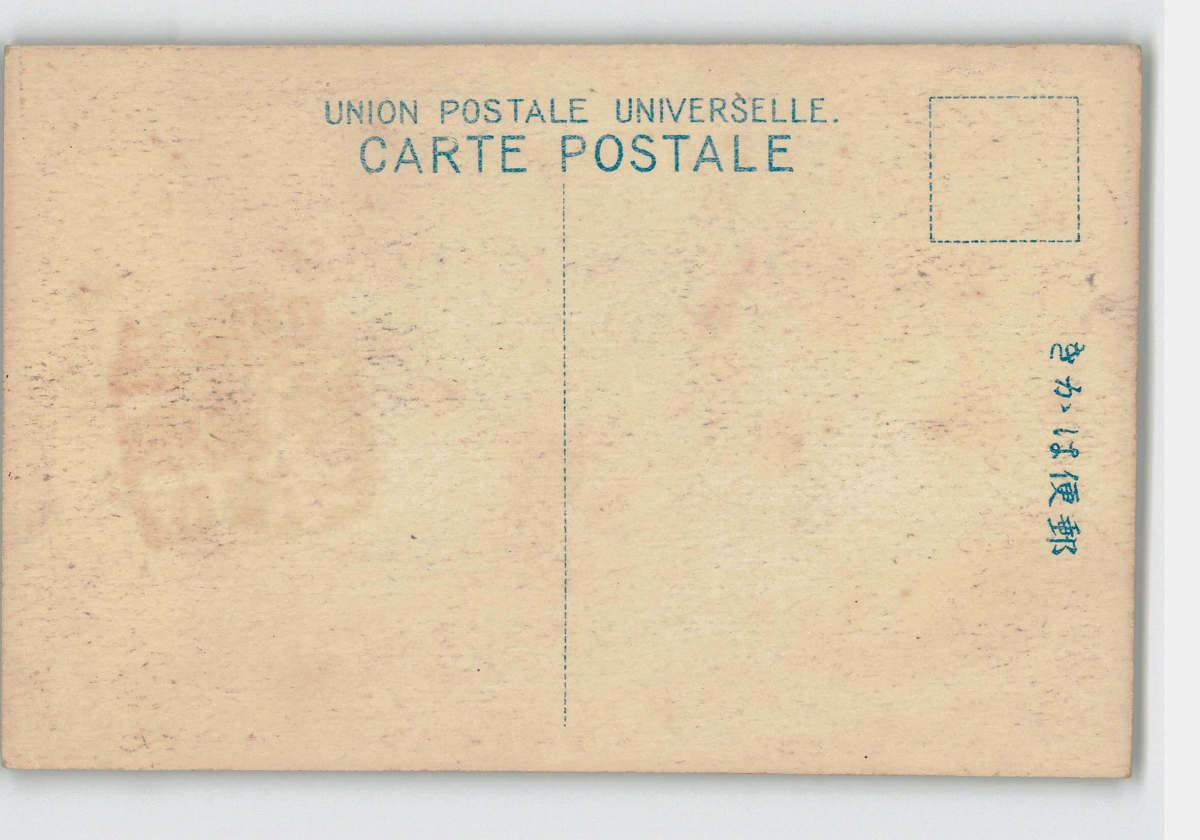 UNION POSTALE UNIVERSELLE.
CARTE POSTALE
郵便はがき